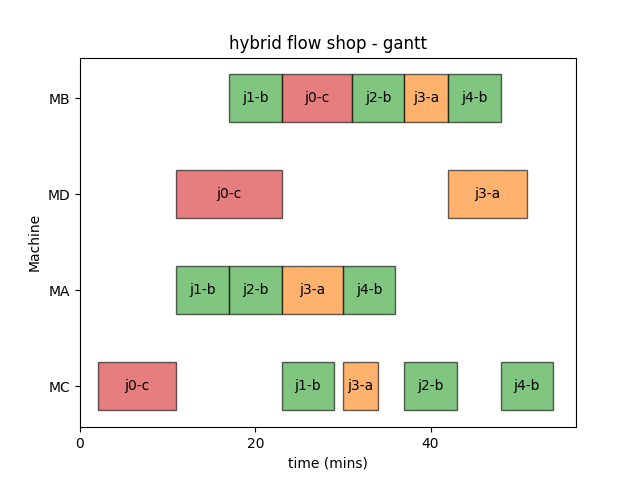 hybrid flow shop - gantt
MB
j1-b j0-c j2-b j3-a j4-b
MD
j0-c j3-a
Machine
MA
j1-b j2-b j3-a j4-b
MC
j0-c j1-b j3-a j2-b j4-b
0 20 40
time (mins)